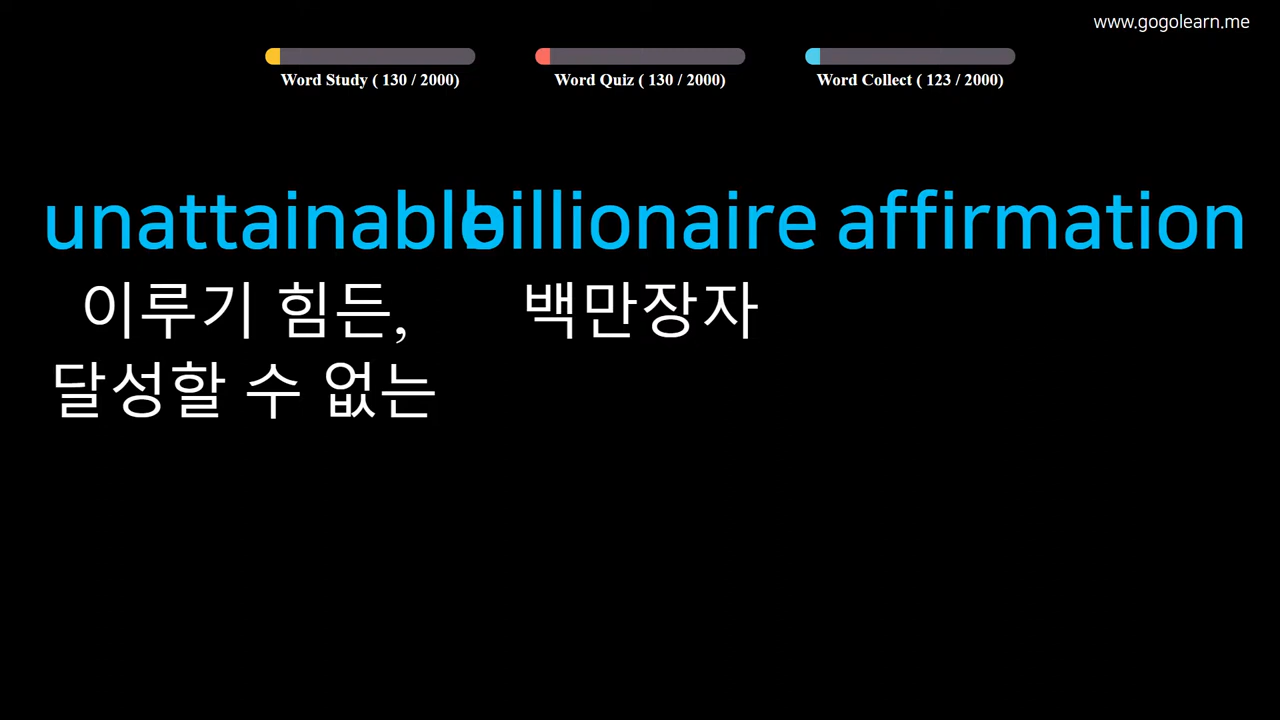 www.gogolearn.me
Word Study ( 130 / 2000)
Word Quiz ( 130 / 2000)
Word Collect ( 123 / 2000)
unattainable
이루기 힘든,
달성할 수 없는
billionaire
백만장자
affirmation